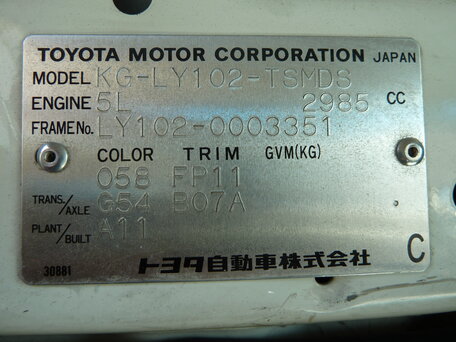 TOYOTA MOTOR CORPORATION JAPAN
MODEL KG-LY102-TSMDS
ENGINE 5L 2985 CC
FRAME No. LY102-0003351
COLOR TRIM GVM(KG)
058 FP11
TRANS./AXLE G54 B07A
PLANT/BUILT A11
30881 トヨタ自動車株式会社 C